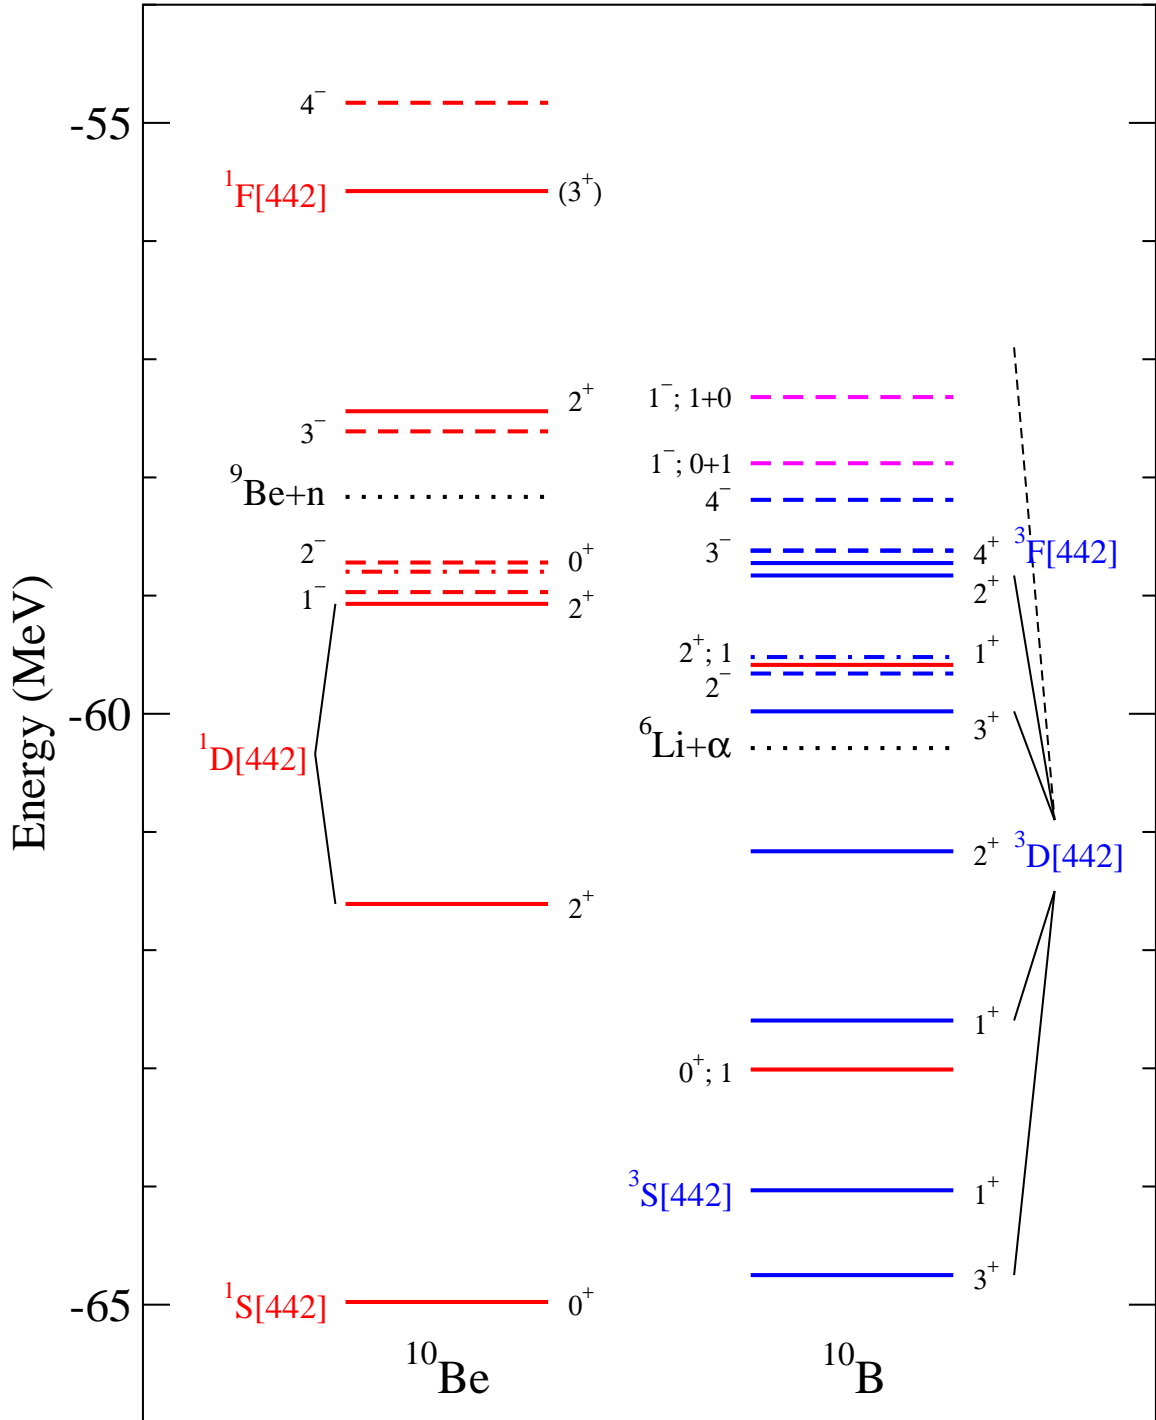 4⁻
-55
¹F[442]
(3⁺)
2⁺
1⁻; 1+0
3⁻
⁹Be+n
1⁻; 0+1
4⁻
2⁻
0⁺
3⁻
4⁺
³F[442]
1⁻
2⁺
2⁺
2⁺; 1
1⁺
2⁻
-60
3⁺
⁶Li+α
¹D[442]
Energy (MeV)
2⁺
³D[442]
2⁺
1⁺
0⁺; 1
³S[442]
1⁺
3⁺
-65
¹S[442]
0⁺
¹⁰Be
¹⁰B